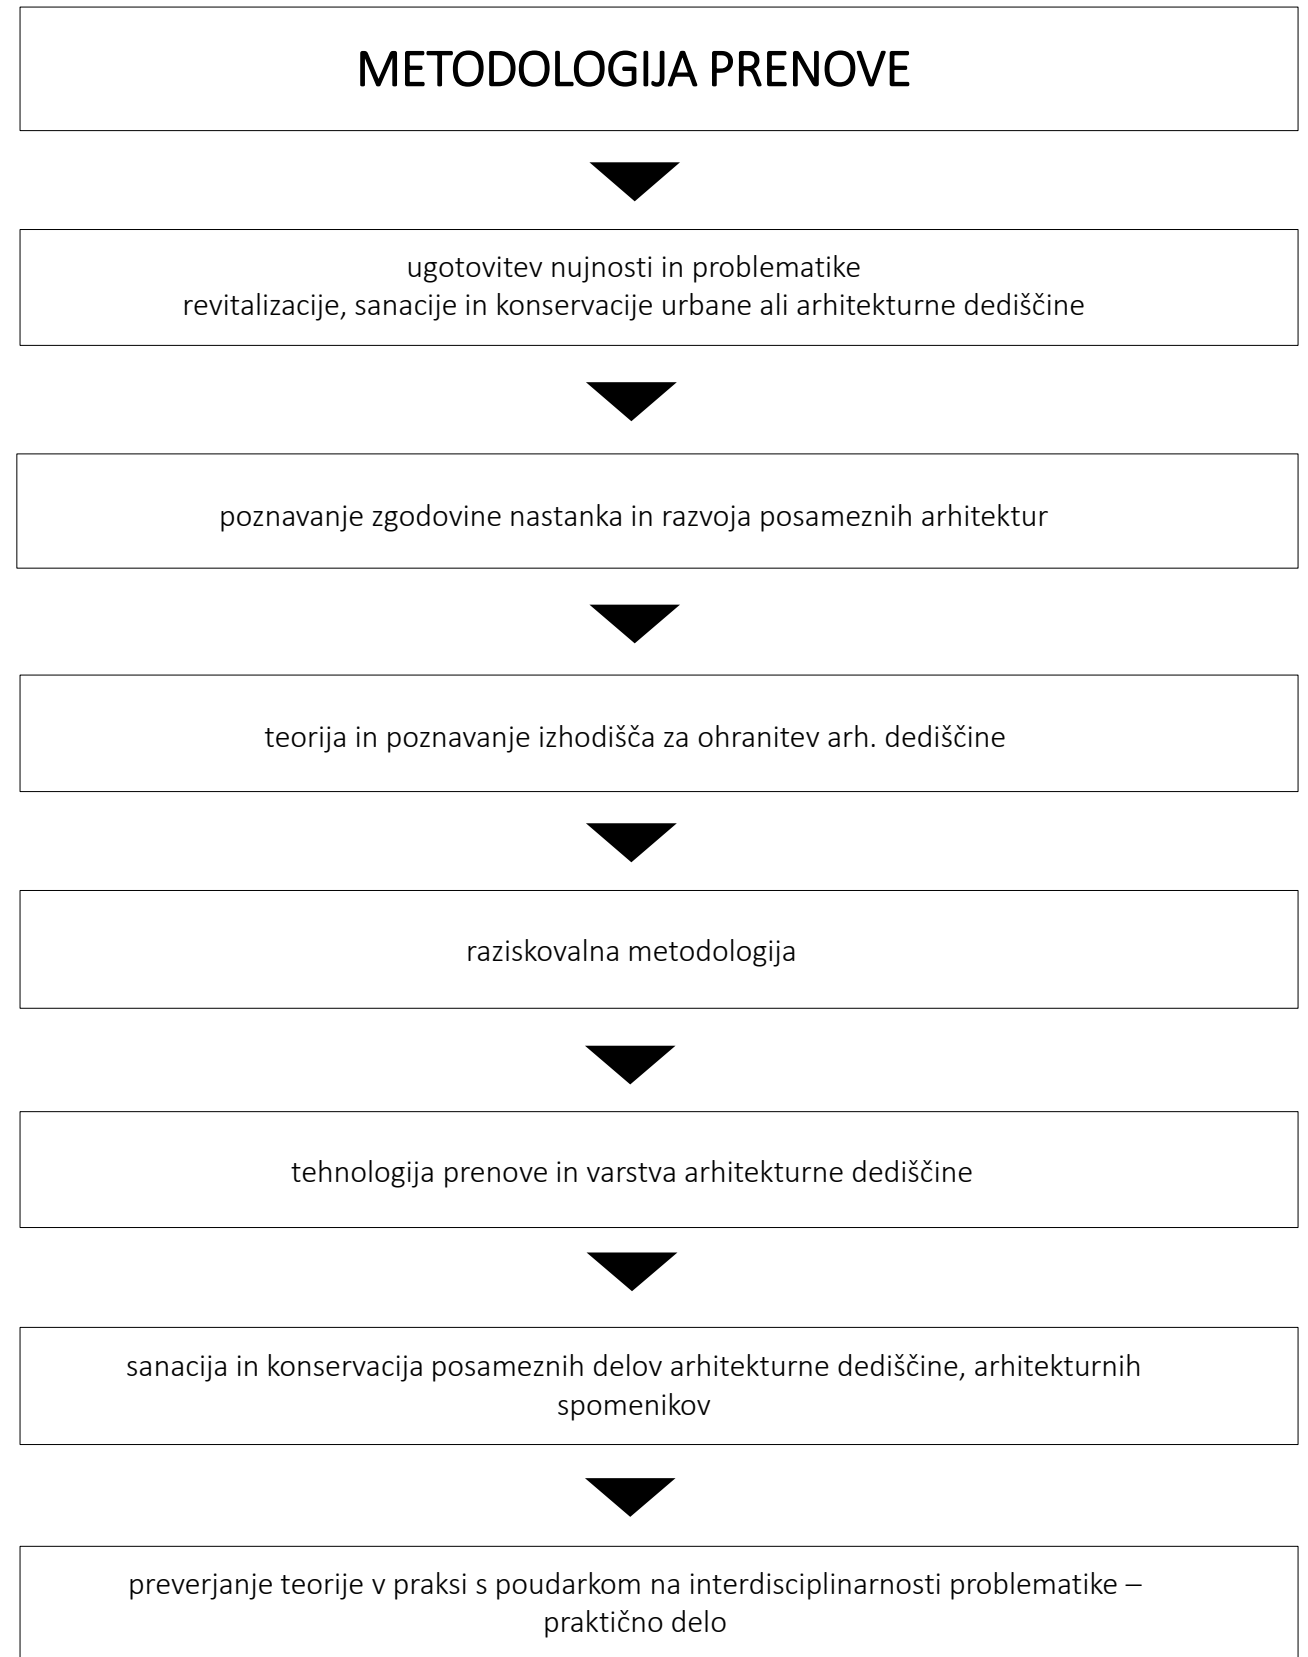 METODOLOGIJA PRENOVE
ugotovitev nujnosti in problematike
revitalizacije, sanacije in konservacije urbane ali arhitekturne dediščine
poznavanje zgodovine nastanka in razvoja posameznih arhitektur
teorija in poznavanje izhodišča za ohranitev arh. dediščine
raziskovalna metodologija
tehnologija prenove in varstva arhitekturne dediščine
sanacija in konservacija posameznih delov arhitekturne dediščine, arhitekturnih
spomenikov
preverjanje teorije v praksi s poudarkom na interdisciplinarnosti problematike –
praktično delo